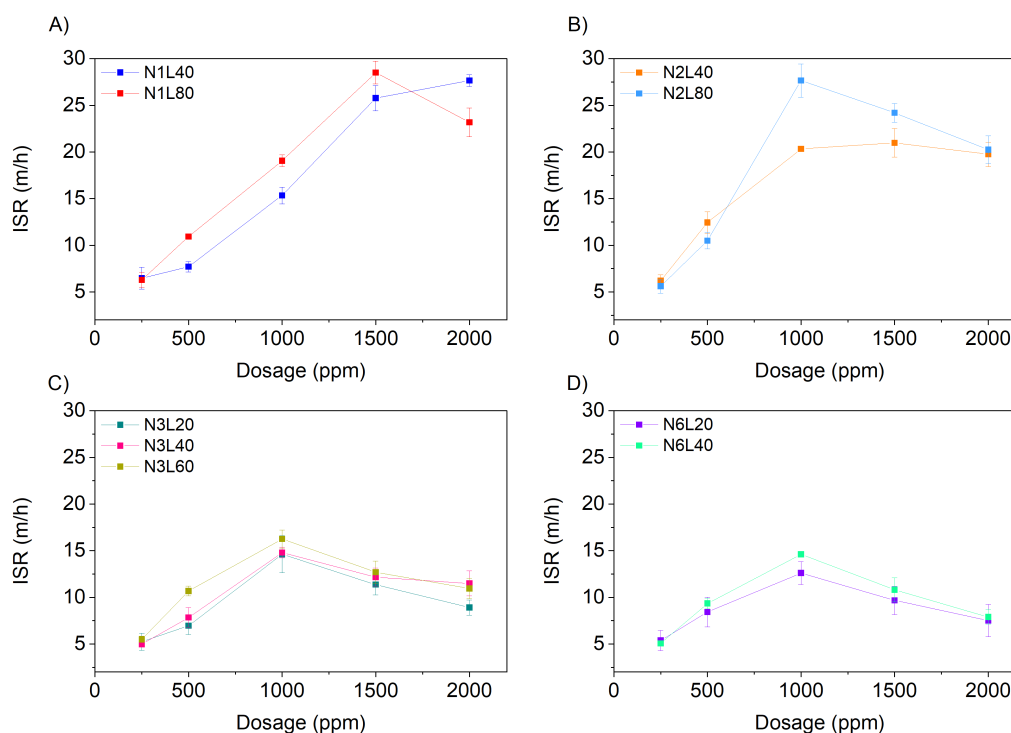 A)
N1L40
N1L80
30
25
20
15
10
5
ISR (m/h)
0
500
1000
1500
2000
Dosage (ppm)
B)
N2L40
N2L80
30
25
20
15
10
5
ISR (m/h)
0
500
1000
1500
2000
Dosage (ppm)
C)
N3L20
N3L40
N3L60
30
25
20
15
10
5
ISR (m/h)
0
500
1000
1500
2000
Dosage (ppm)
D)
N6L20
N6L40
30
25
20
15
10
5
ISR (m/h)
0
500
1000
1500
2000
Dosage (ppm)